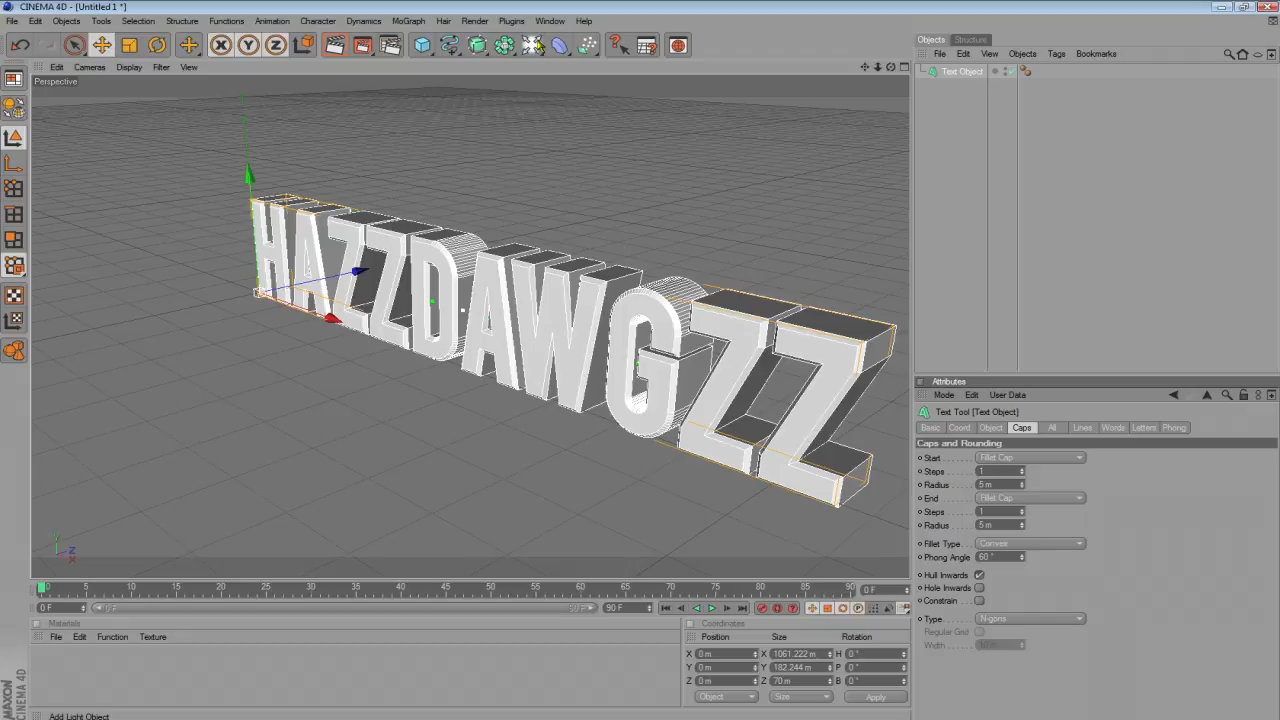 CINEMA 4D - [Untitled 1 *]
File Edit Objects Tools Selection Structure Functions Animation Character Dynamics MoGraph Hair Render Plugins Window Help
Objects Structure
File Edit View Objects Tags Bookmarks
Text Object
Edit Cameras Display Filter View
Perspective
HAZZDAWGZZ
Y
Z
X
Attributes
Mode Edit User Data
Text Tool [Text Object]
Basic Coord Object Caps All Lines Words Letters Phong
Caps and Rounding
Start Fillet Cap
Steps 1
Radius 5 m
End Fillet Cap
Steps 1
Radius 5 m
Fillet Type Convex
Phong Angle 60 °
Hull Inwards
Hole Inwards
Constrain
Type N-gons
Regular Grid
Width
0 5 10 15 20 25 30 35 40 45 50 55 60 65 70 75 80 85 90 0 F
0 F 90 F
Materials
File Edit Function Texture
Coordinates
Position Size Rotation
X 0 m X 1061.222 m H 0 °
Y 0 m Y 182.244 m P 0 °
Z 0 m Z 70 m B 0 °
Object Size Apply
MAXON
CINEMA 4D
Add Light Object